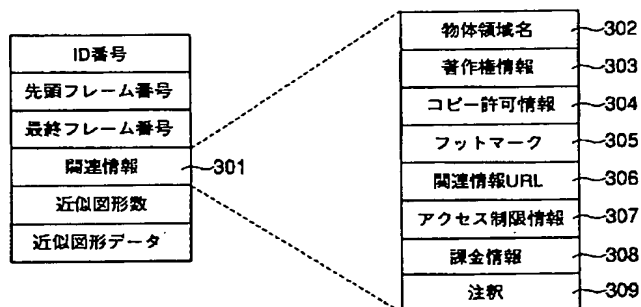 ID番号
先頭フレーム番号
最終フレーム番号
関連情報 301
近似図形数
近似図形データ
物体領域名 302
著作権情報 303
コピー許可情報 304
フットマーク 305
関連情報URL 306
アクセス制限情報 307
課金情報 308
注釈 309